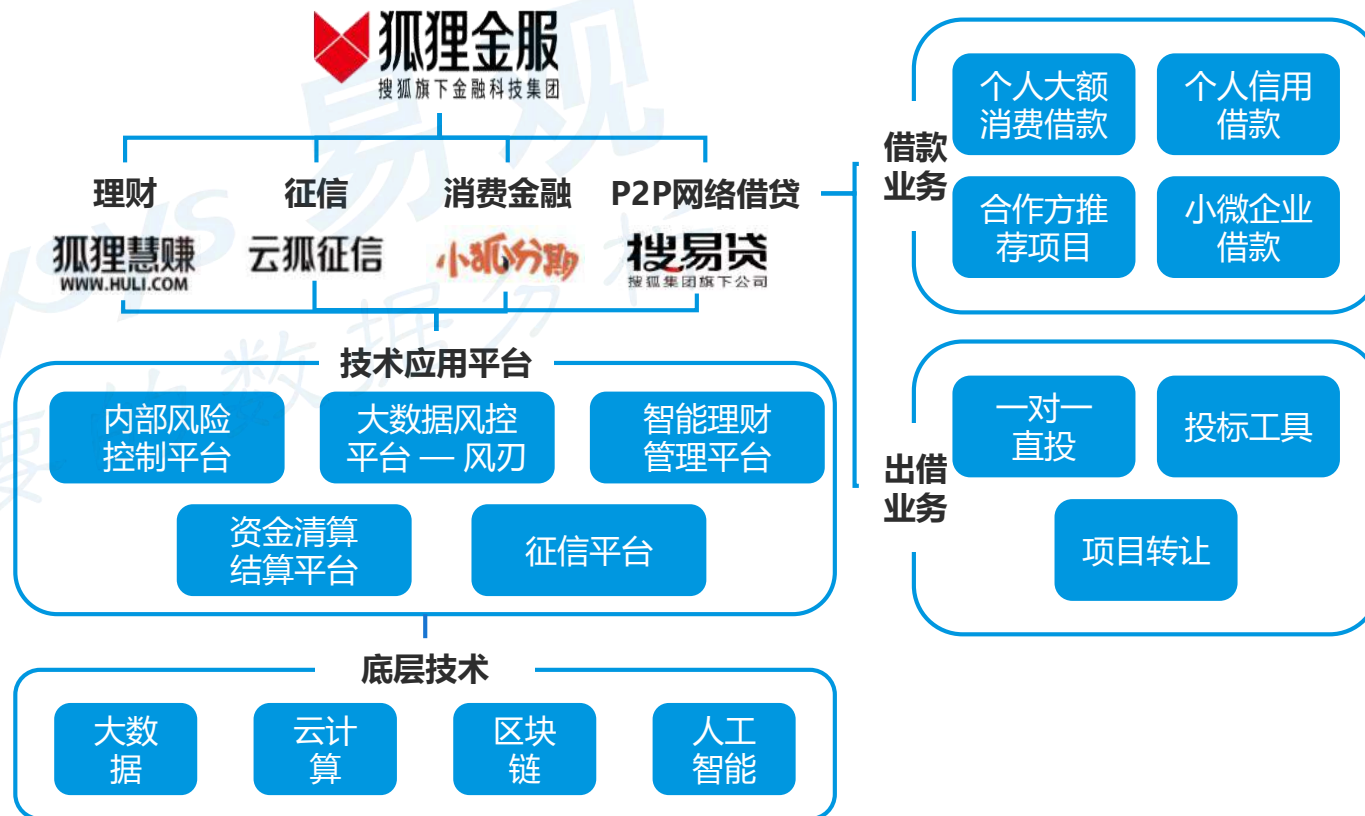 狐狸金服
搜狐旗下金融科技集团
理财
征信
消费金融
P2P网络借贷
狐狸慧赚
WWW.HULI.COM
云狐征信
小狐分期
搜易贷
搜狐集团旗下公司
技术应用平台
内部风险
控制平台
大数据风控
平台 — 风刃
智能理财
管理平台
资金清算
结算平台
征信平台
底层技术
大数
据
云计
算
区块
链
人工
智能
借款
业务
个人大额
消费借款
个人信用
借款
合作方推
荐项目
小微企业
借款
出借
业务
一对一
直投
投标工具
项目转让
易观